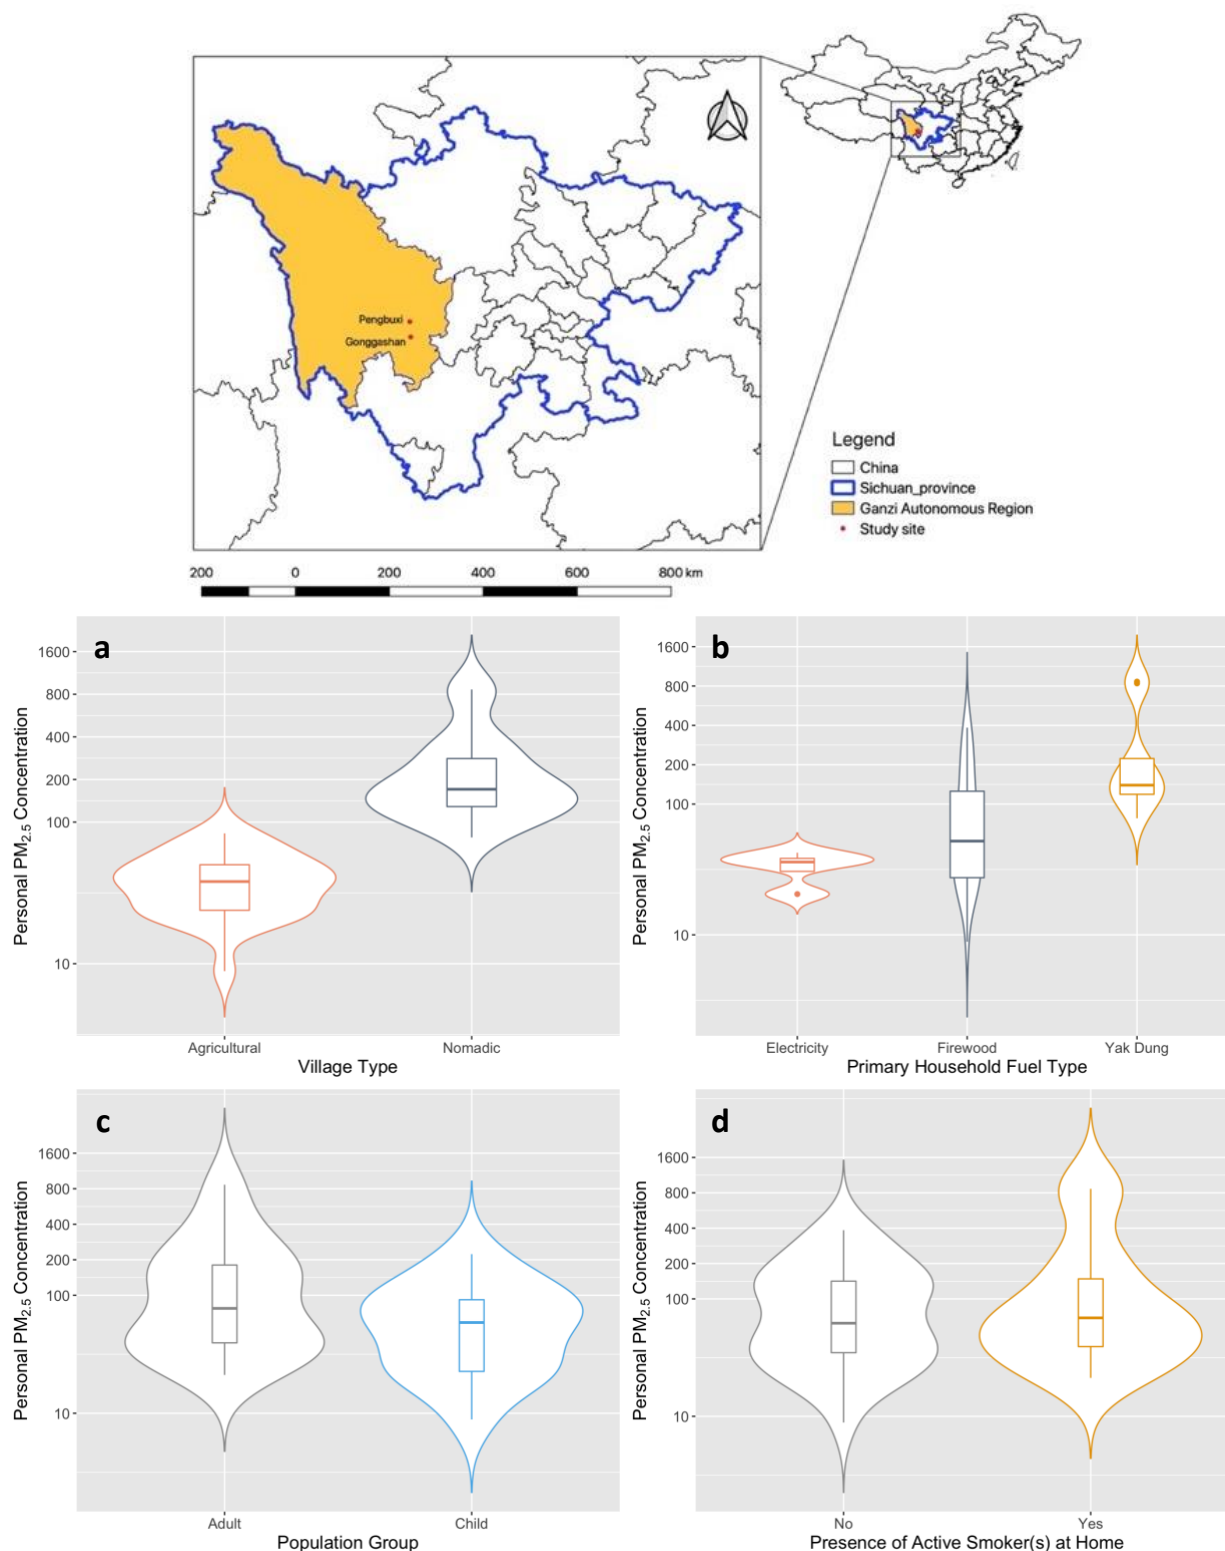 Pengbuxi
Gonggashan
Legend
China
Sichuan_province
Ganzi Autonomous Region
Study site
200 0 200 400 600 800 km
a
Personal PM2.5 Concentration
1600
800
400
200
100
10
Agricultural Nomadic
Village Type
b
Personal PM2.5 Concentration
1600
800
400
200
100
10
Electricity Firewood Yak Dung
Primary Household Fuel Type
c
Personal PM2.5 Concentration
1600
800
400
200
100
10
Adult Child
Population Group
d
Personal PM2.5 Concentration
1600
800
400
200
100
10
No Yes
Presence of Active Smoker(s) at Home